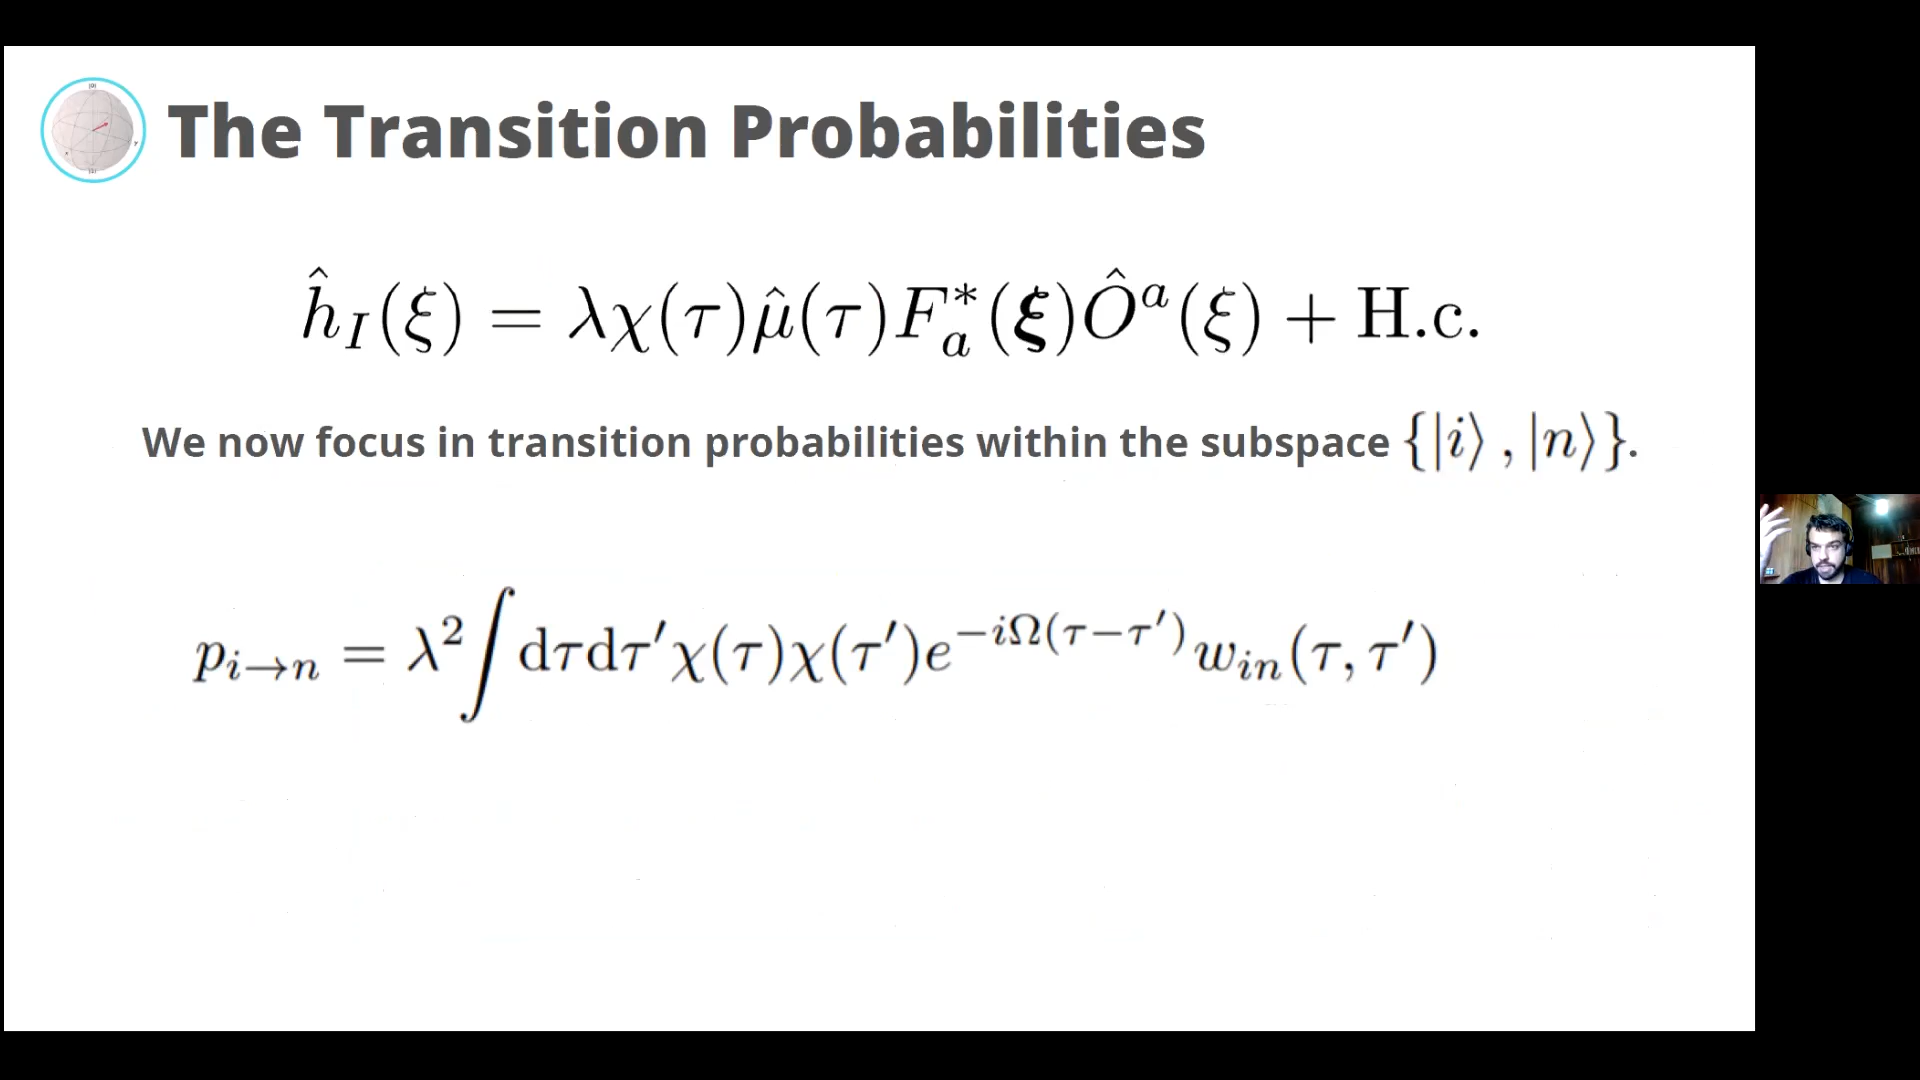 The Transition Probabilities
ĥ_I(ξ) = λχ(τ)μ̂(τ)F*_a(𝛏)Ô^a(ξ) + H.c.
We now focus in transition probabilities within the subspace {|i⟩, |n⟩}.
p_{i→n} = λ² ∫ dτdτ′χ(τ)χ(τ′)e^{−iΩ(τ−τ′)}w_{in}(τ, τ′)